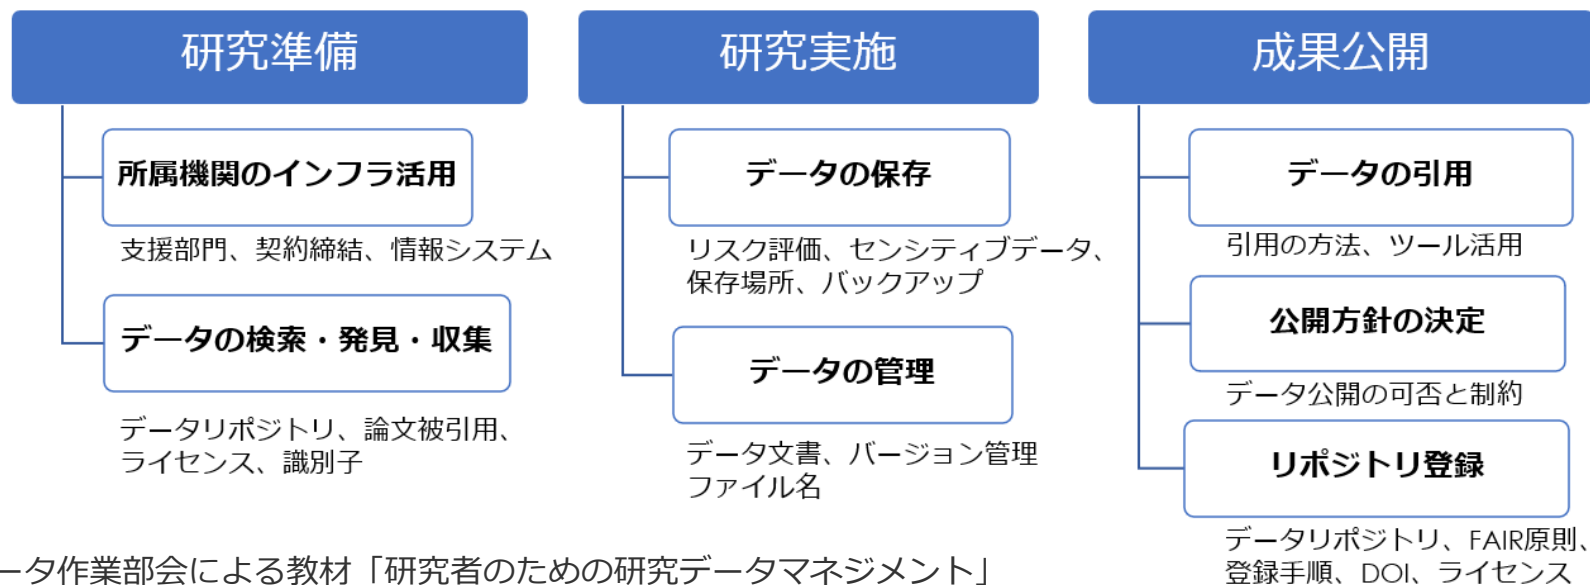 研究準備
所属機関のインフラ活用
支援部門、契約締結、情報システム
データの検索・発見・収集
データリポジトリ、論文被引用、
ライセンス、識別子
研究実施
データの保存
リスク評価、センシティブデータ、
保存場所、バックアップ
データの管理
データ文書、バージョン管理
ファイル名
成果公開
データの引用
引用の方法、ツール活用
公開方針の決定
データ公開の可否と制約
リポジトリ登録
データリポジトリ、FAIR原則、
登録手順、DOI、ライセンス
ータ作業部会による教材「研究者のための研究データマネジメント」